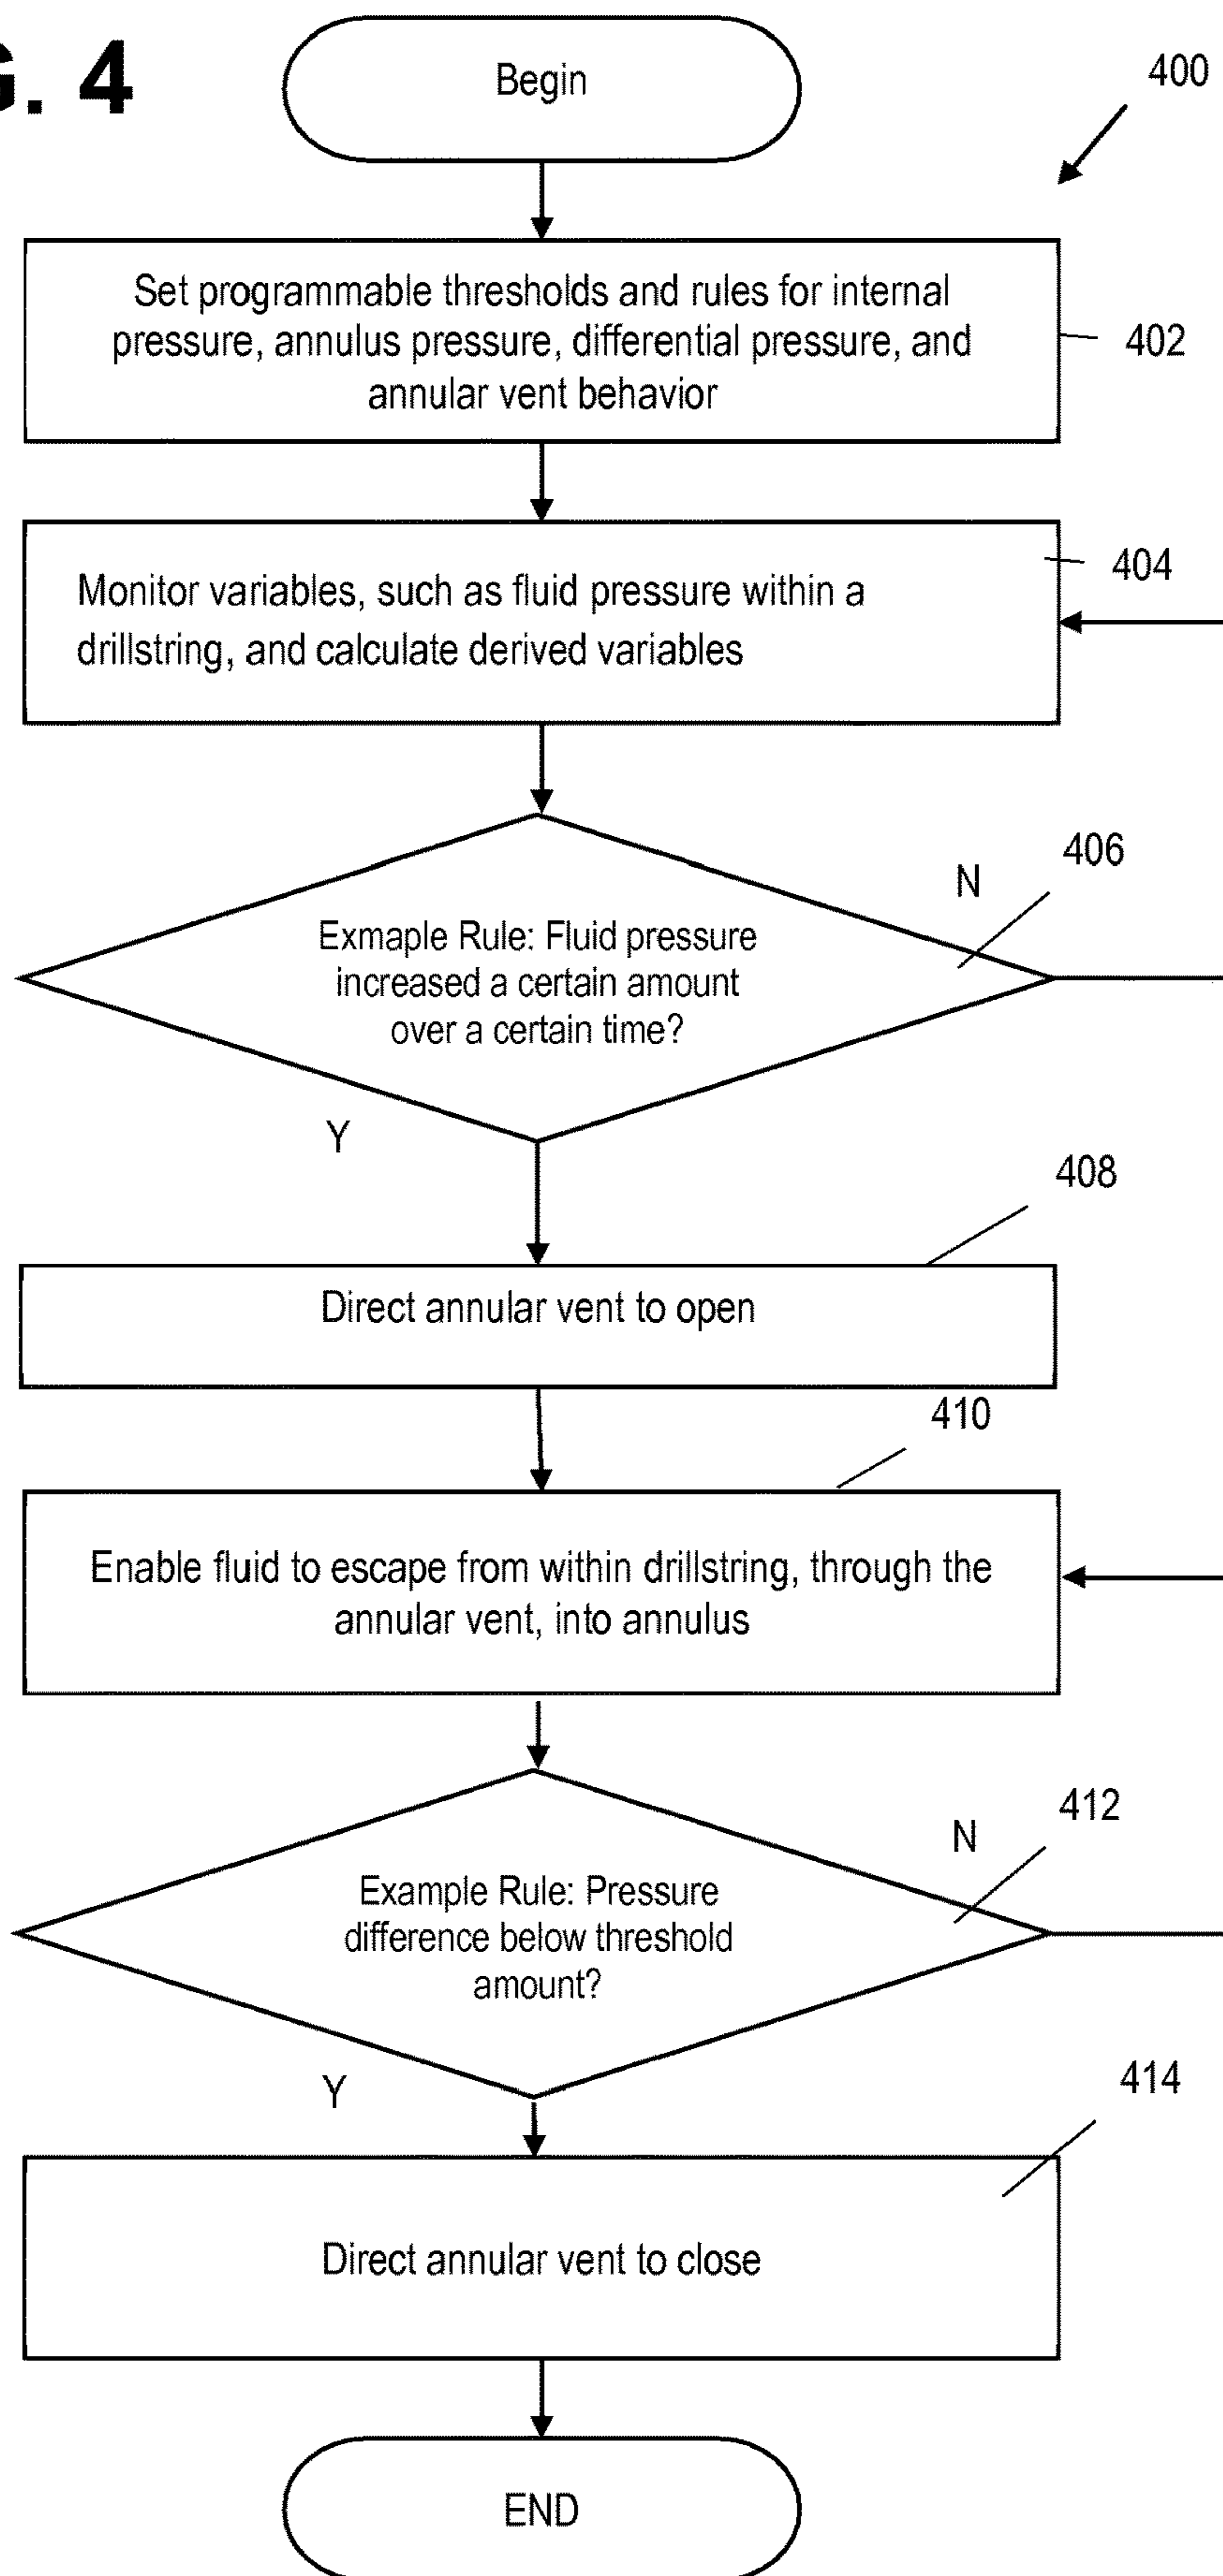 G. 4
Begin
400
Set programmable thresholds and rules for internal
pressure, annulus pressure, differential pressure, and
annular vent behavior
402
Monitor variables, such as fluid pressure within a
drillstring, and calculate derived variables
404
406
N
Exmaple Rule: Fluid pressure
increased a certain amount
over a certain time?
Y
408
Direct annular vent to open
410
Enable fluid to escape from within drillstring, through the
annular vent, into annulus
412
N
Example Rule: Pressure
difference below threshold
amount?
Y
414
Direct annular vent to close
END